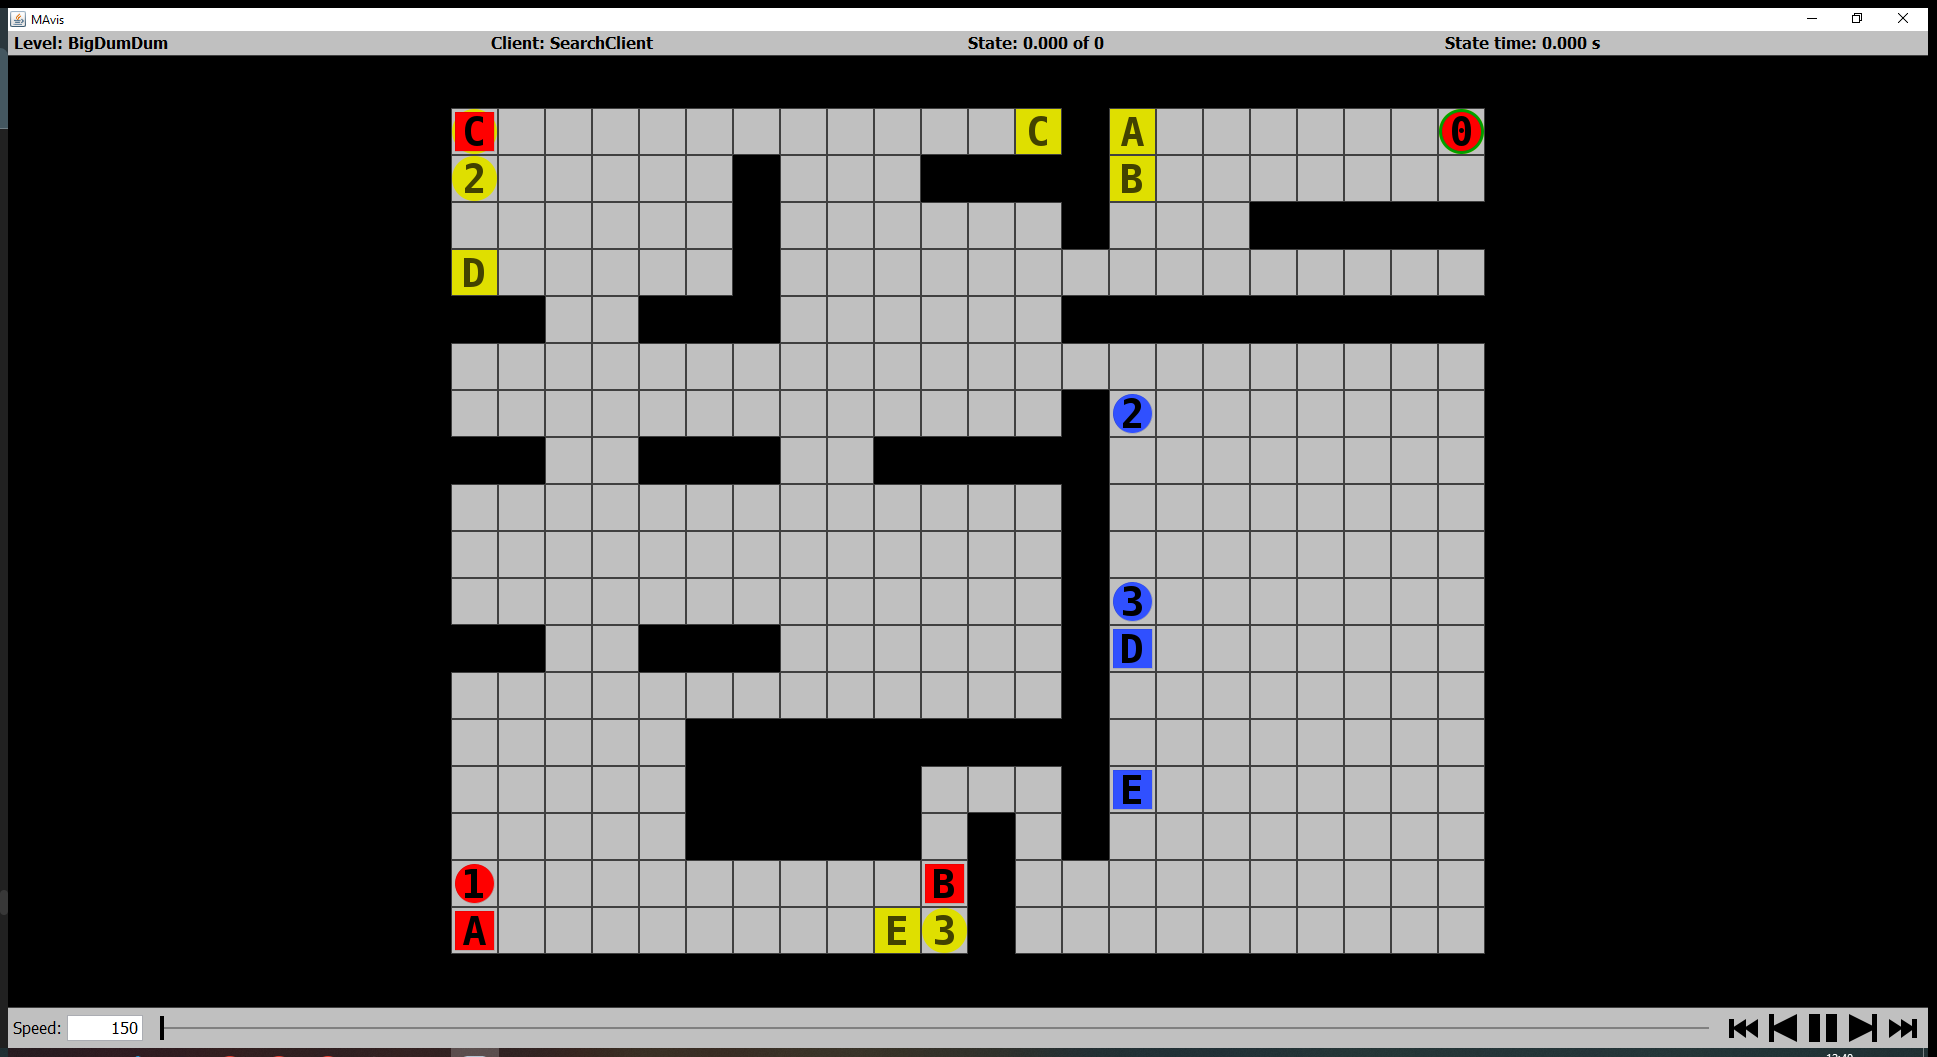 MAvis
Level: BigDumDum Client: SearchClient State: 0.000 of 0 State time: 0.000 s
C C A 0
2 B
D
2
3
D
E
1 B
A E 3
Speed: 150